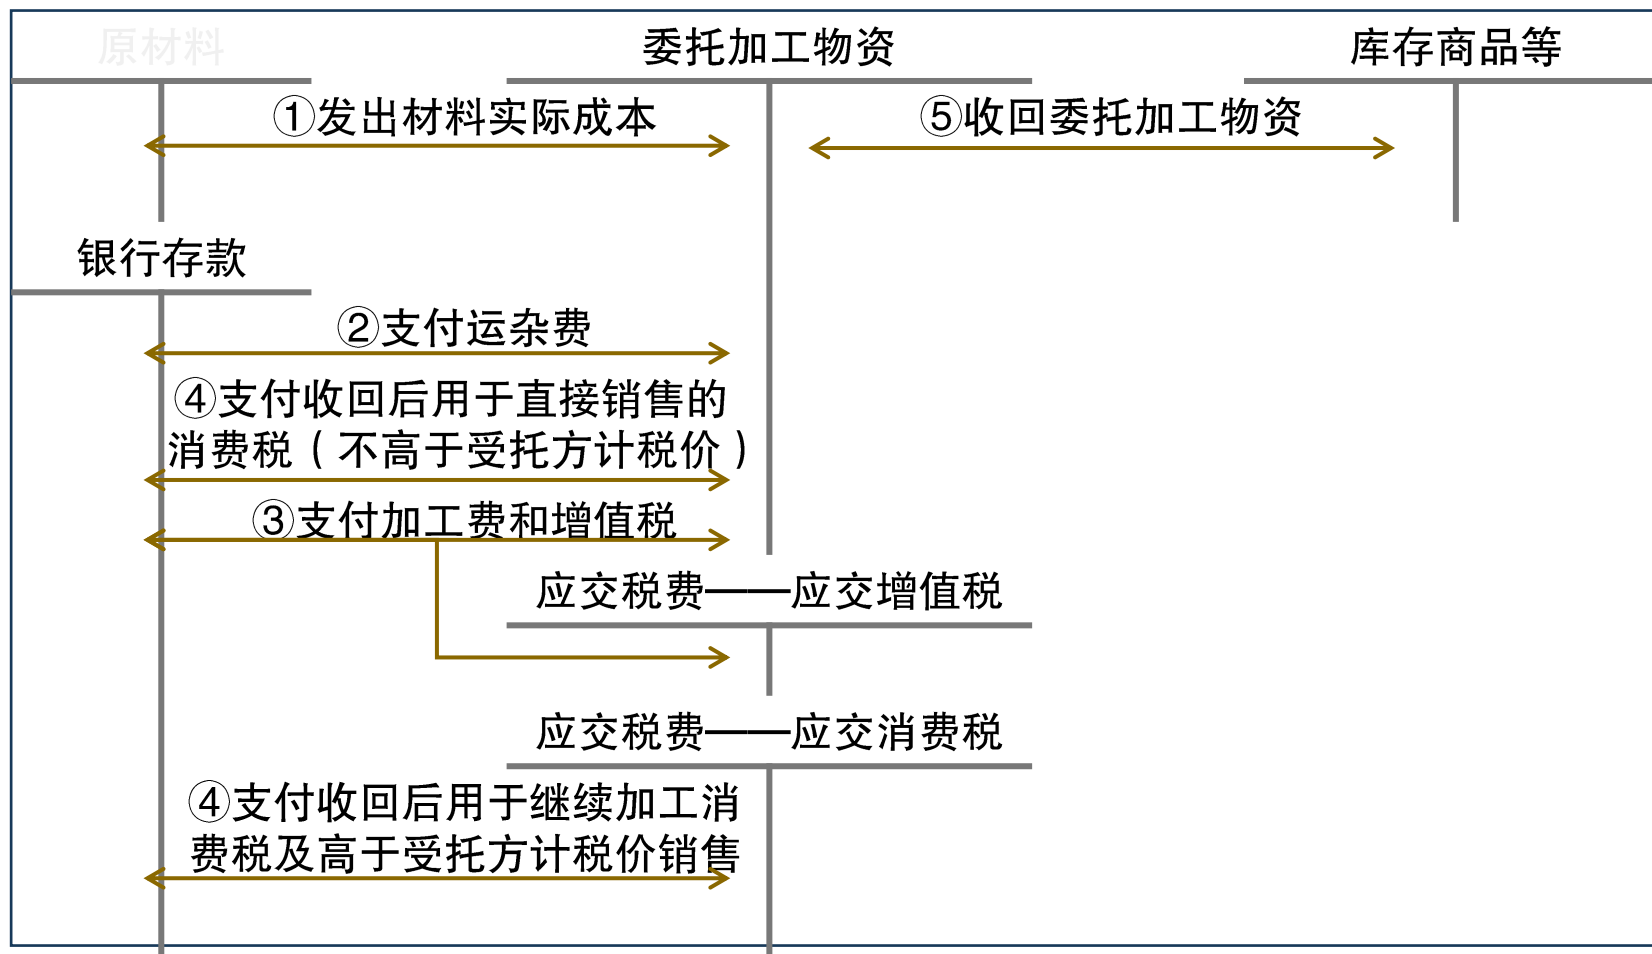 原材料
委托加工物资
库存商品等
①发出材料实际成本
⑤收回委托加工物资
银行存款
②支付运杂费
④支付收回后用于直接销售的
消费税（不高于受托方计税价）
③支付加工费和增值税
应交税费——应交增值税
应交税费——应交消费税
④支付收回后用于继续加工消
费税及高于受托方计税价销售